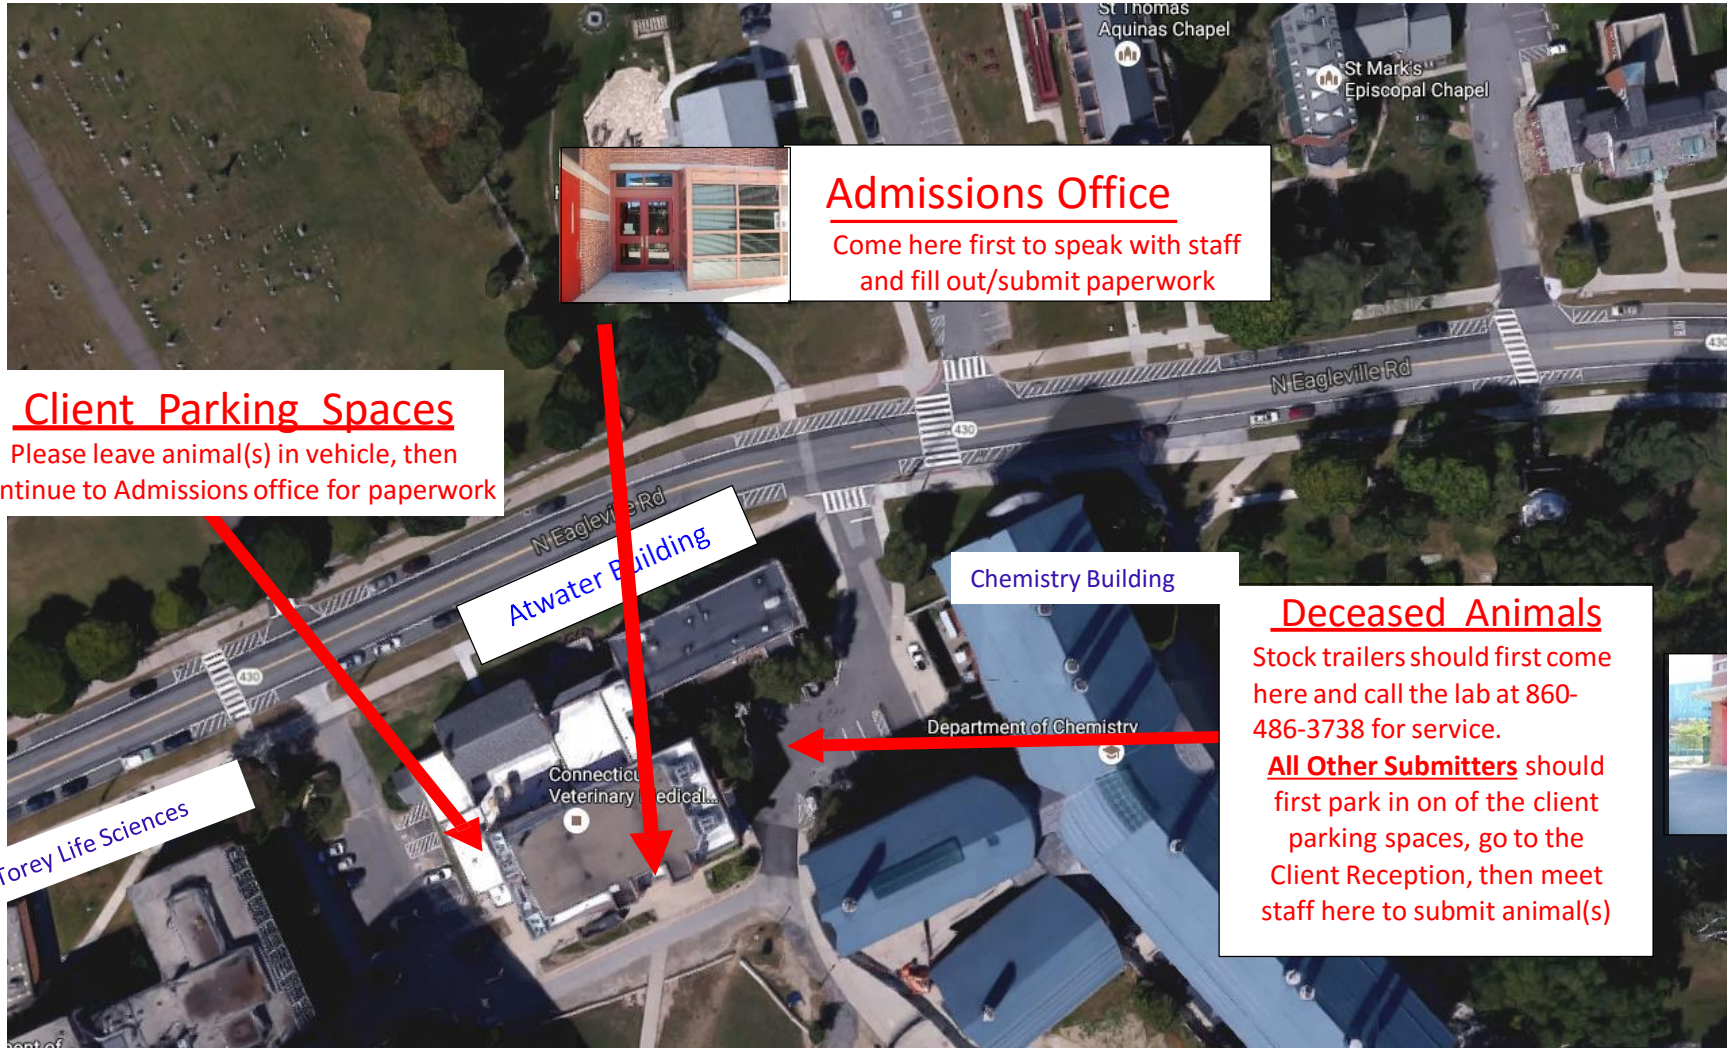 St Thomas
Aquinas Chapel
St Mark's
Episcopal Chapel
Admissions Office
Come here first to speak with staff
and fill out/submit paperwork
430
N Eagleville Rd
Client Parking Spaces
Please leave animal(s) in vehicle, then
ntinue to Admissions office for paperwork
430
N Eagleville Rd
Atwater Building
Chemistry Building
Deceased Animals
Stock trailers should first come
here and call the lab at 860-
486-3738 for service.
All Other Submitters should
first park in on of the client
parking spaces, go to the
Client Reception, then meet
staff here to submit animal(s)
430
Department of Chemistry
Connecticu
Veterinary Medical...
Torey Life Sciences